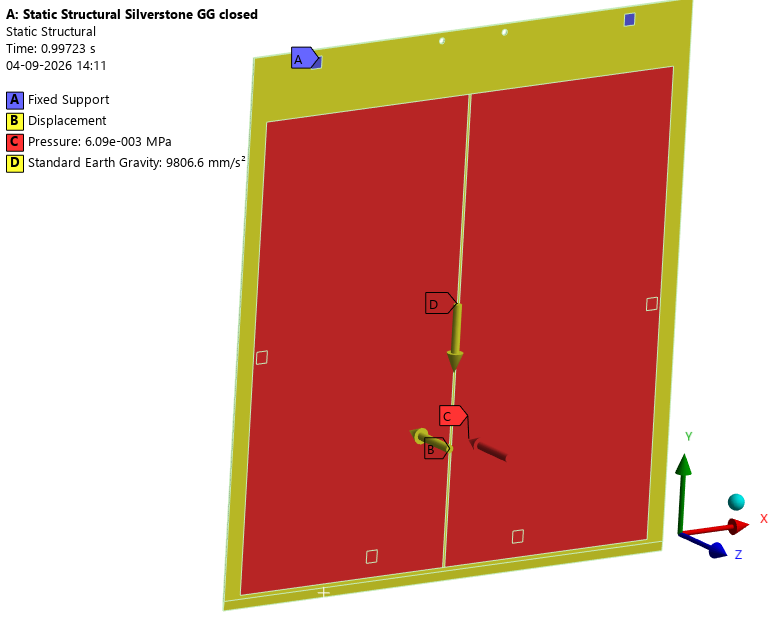 A: Static Structural Silverstone GG closed
Static Structural
Time: 0.99723 s
04-09-2026 14:11
A Fixed Support
B Displacement
C Pressure: 6.09e-003 MPa
D Standard Earth Gravity: 9806.6 mm/s²
A
D
C
B
Y
X
Z